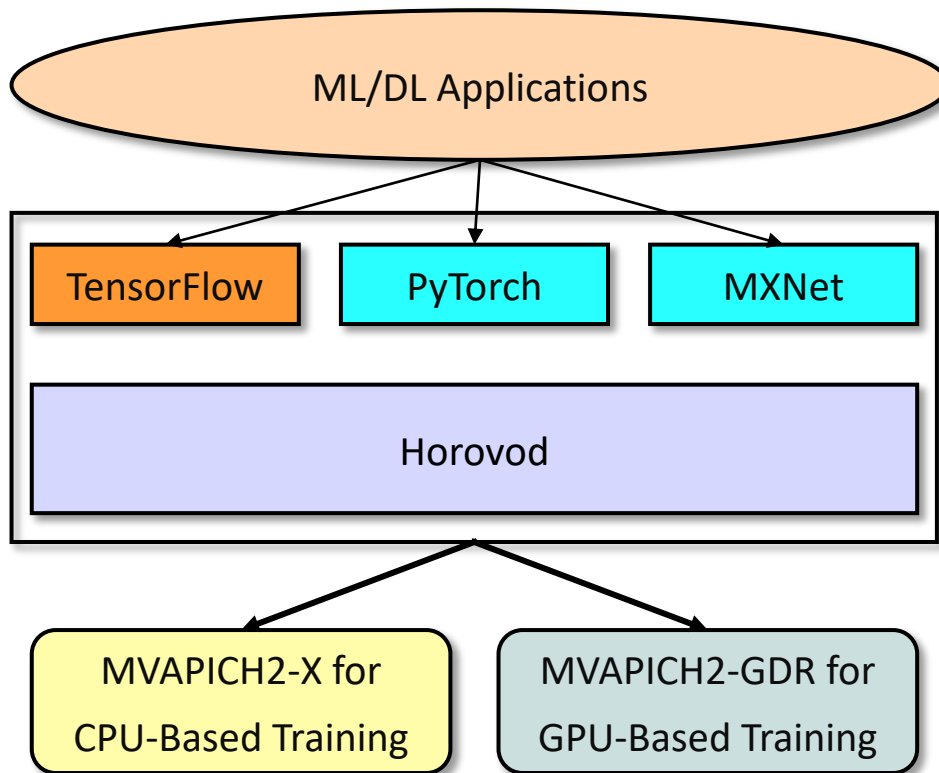 ML/DL Applications
TensorFlow
PyTorch
MXNet
Horovod
MVAPICH2-X for
CPU-Based Training
MVAPICH2-GDR for
GPU-Based Training